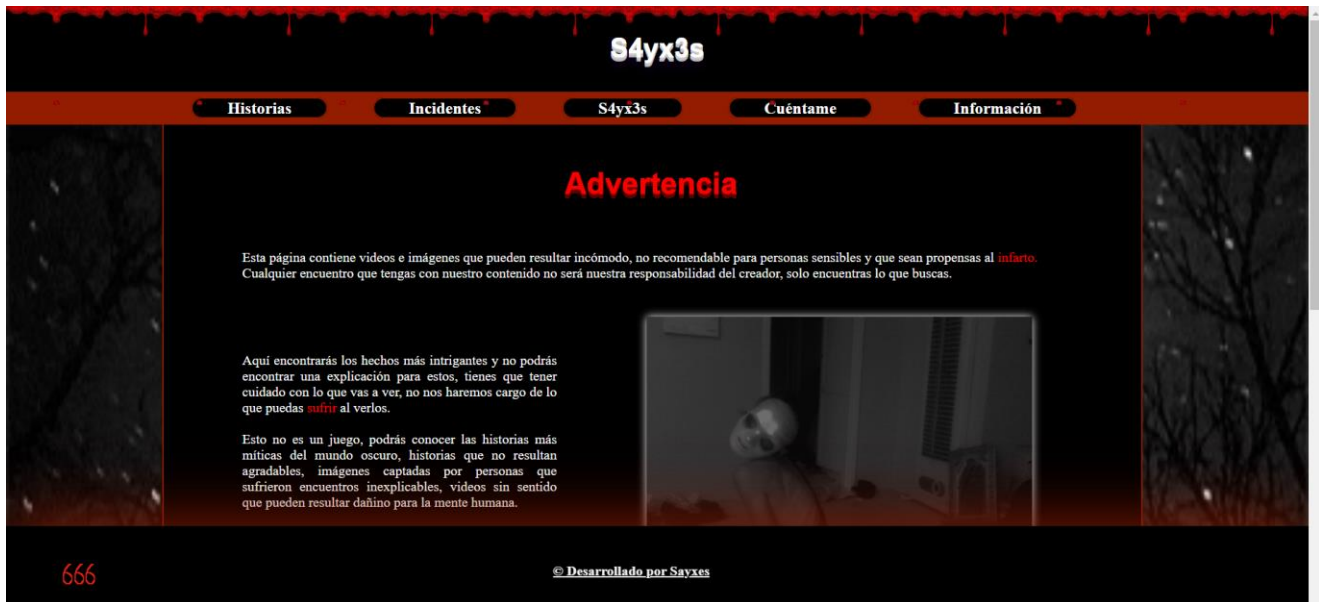 S4yx3s
Historias Incidentes S4yx3s Cuéntame Información
Advertencia
Esta página contiene videos e imágenes que pueden resultar incómodo, no recomendable para personas sensibles y que sean propensas al infarto.
Cualquier encuentro que tengas con nuestro contenido no será nuestra responsabilidad del creador, solo encuentras lo que buscas.
Aquí encontrarás los hechos más intrigantes y no podrás
encontrar una explicación para estos, tienes que tener
cuidado con lo que vas a ver, no nos haremos cargo de lo
que puedas sufrir al verlos.
Esto no es un juego, podrás conocer las historias más
míticas del mundo oscuro, historias que no resultan
agradables, imágenes captadas por personas que
sufrieron encuentros inexplicables, videos sin sentido
que pueden resultar dañino para la mente humana.
666
© Desarrollado por Sayxes